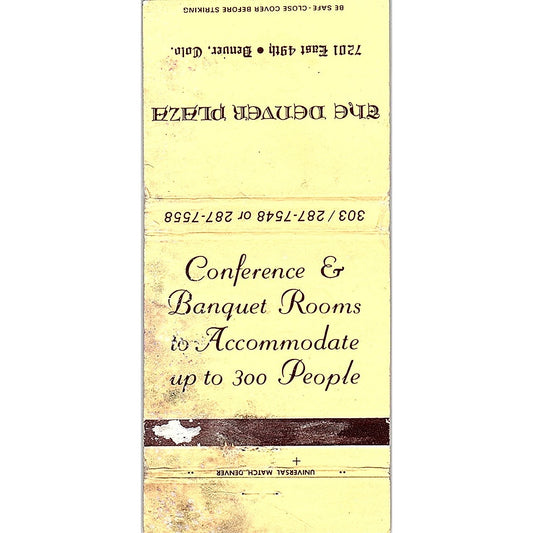 The Denver Plaza
7201 East 49th • Denver, Colo.
BE SAFE - CLOSE COVER BEFORE STRIKING
303 / 287-7548 or 287-7558
Conference &
Banquet Rooms
to Accommodate
up to 300 People
UNIVERSAL MATCH, DENVER